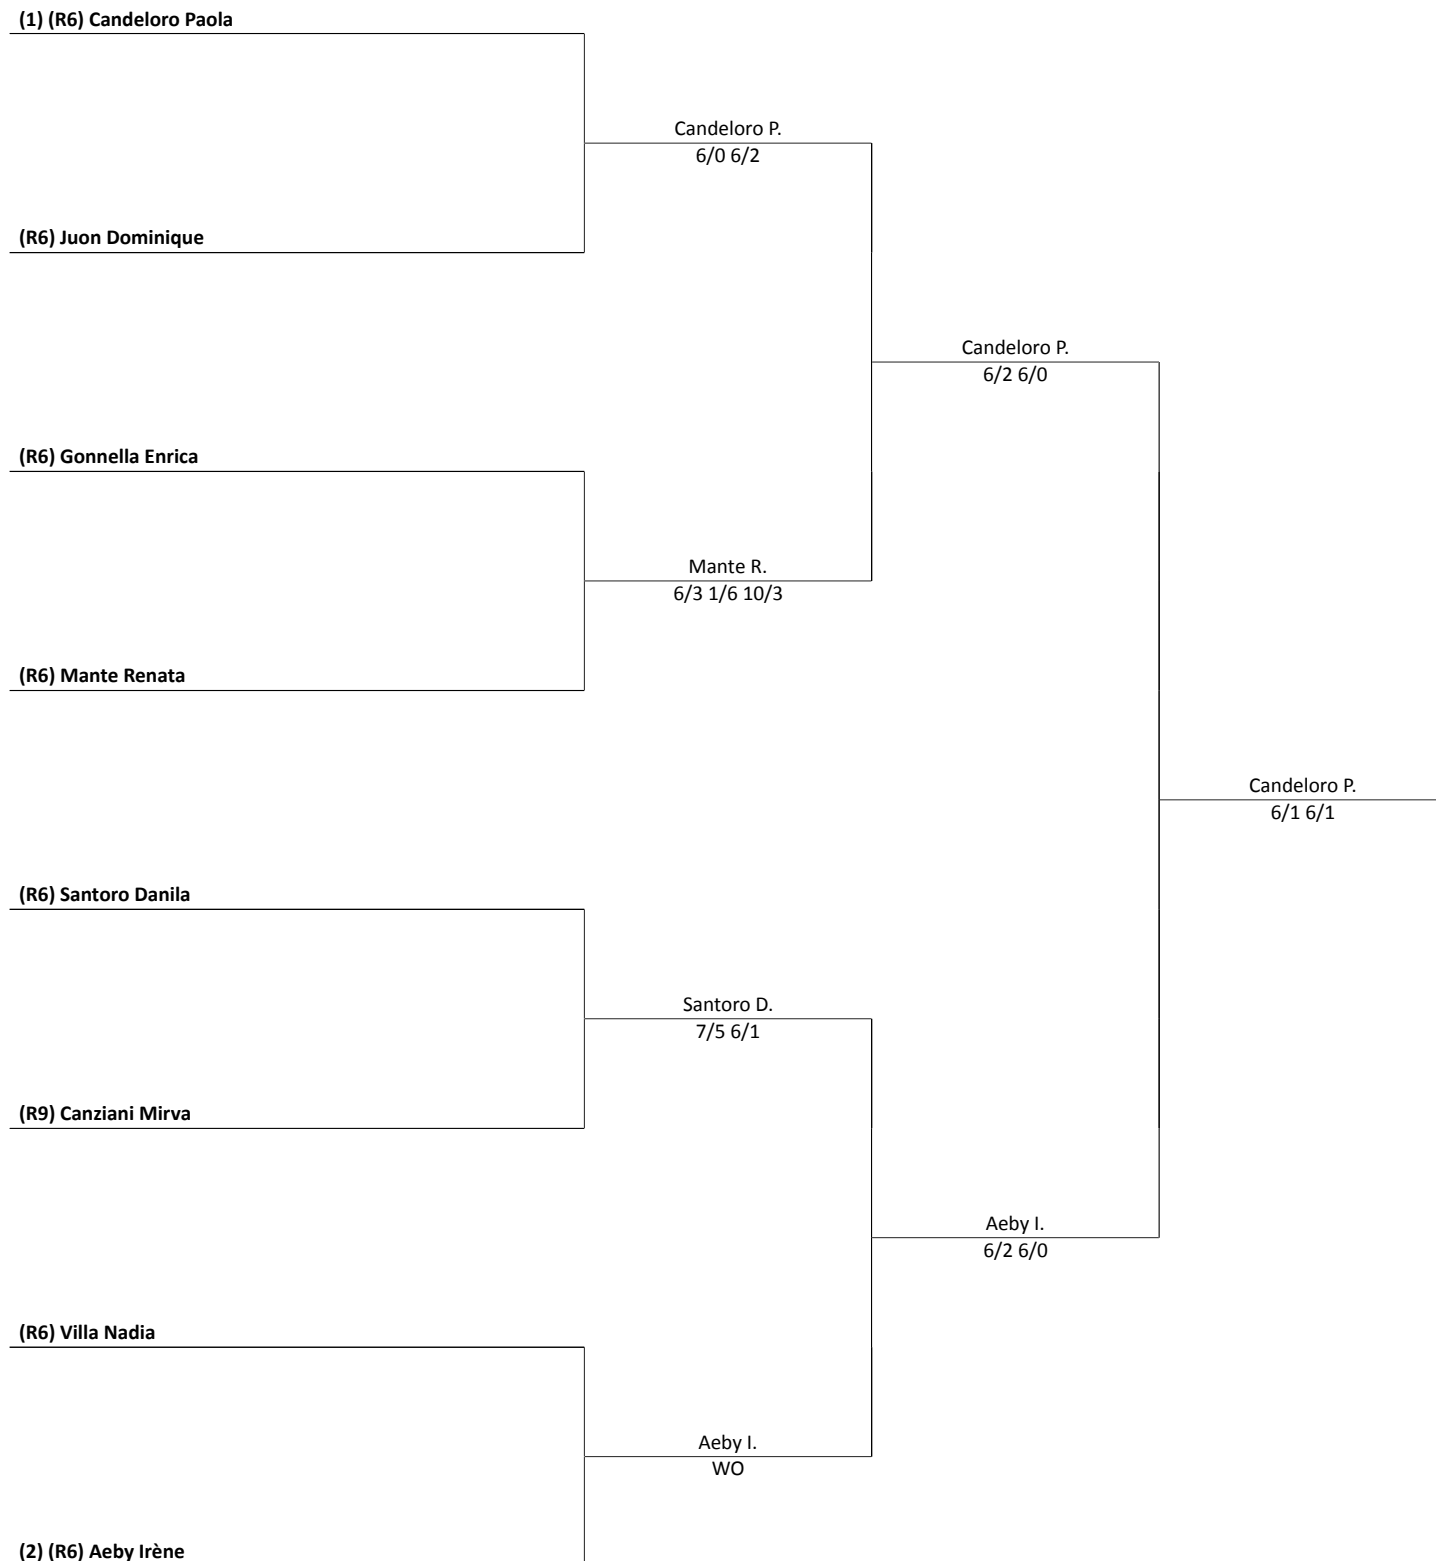 (1) (R6) Candeloro Paola
Candeloro P.
6/0 6/2
(R6) Juon Dominique
Candeloro P.
6/2 6/0
(R6) Gonnella Enrica
Mante R.
6/3 1/6 10/3
(R6) Mante Renata
Candeloro P.
6/1 6/1
(R6) Santoro Danila
Santoro D.
7/5 6/1
(R9) Canziani Mirva
Aeby I.
6/2 6/0
(R6) Villa Nadia
Aeby I.
WO
(2) (R6) Aeby Irène